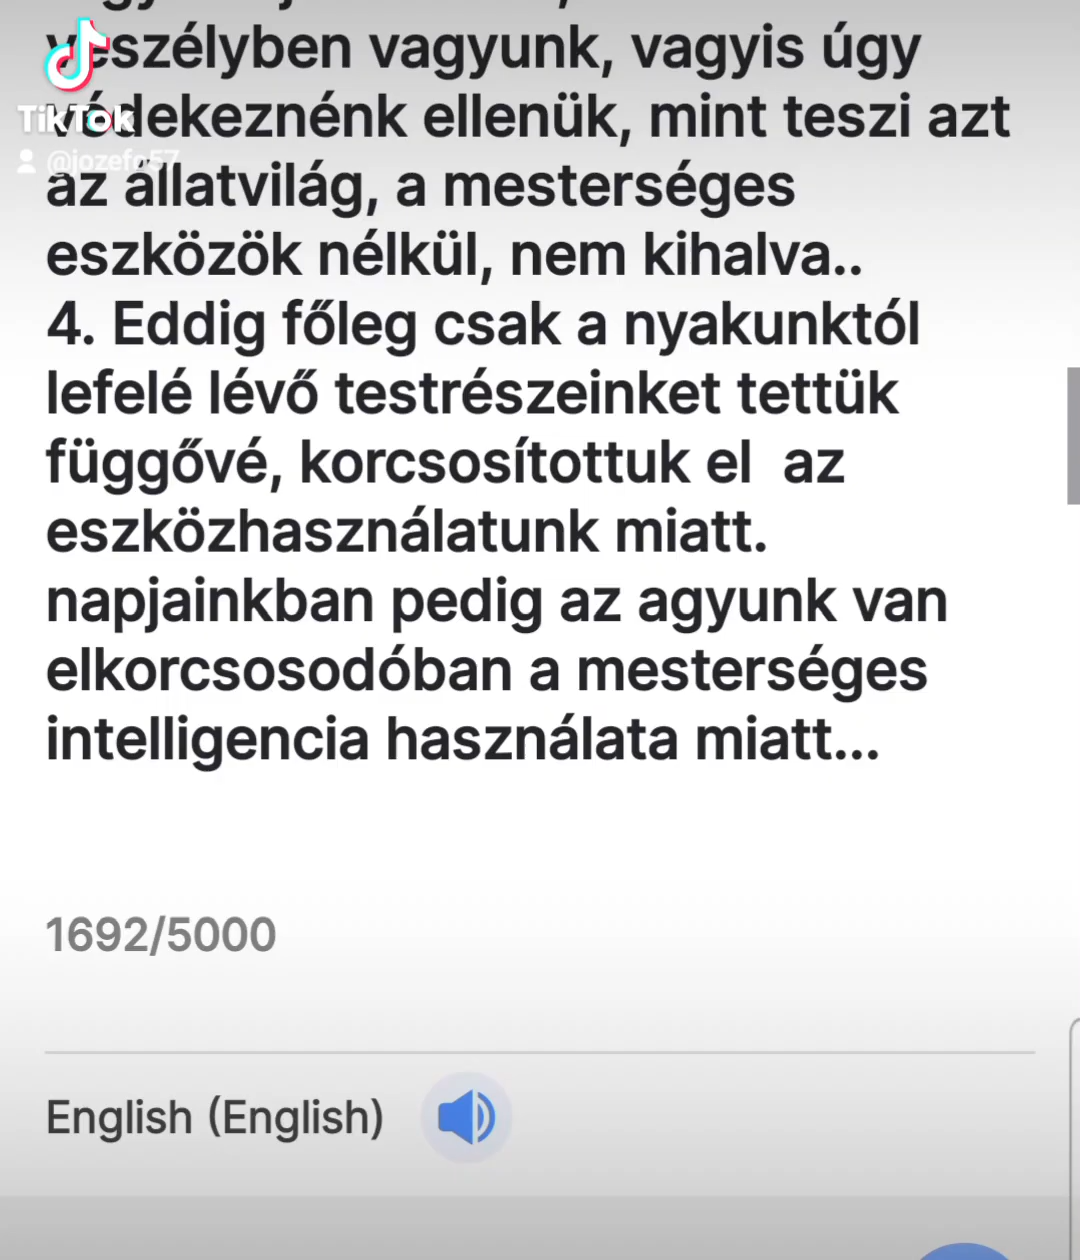 veszélyben vagyunk, vagyis úgy
védekeznénk ellenük, mint teszi azt
az állatvilág, a mesterséges
eszközök nélkül, nem kihalva..
4. Eddig főleg csak a nyakunktól
lefelé lévő testrészeinket tettük
függővé, korcsosítottuk el az
eszközhasználatunk miatt.
napjainkban pedig az agyunk van
elkorcsosodóban a mesterséges
intelligencia használata miatt...
1692/5000
English (English)
TikTok